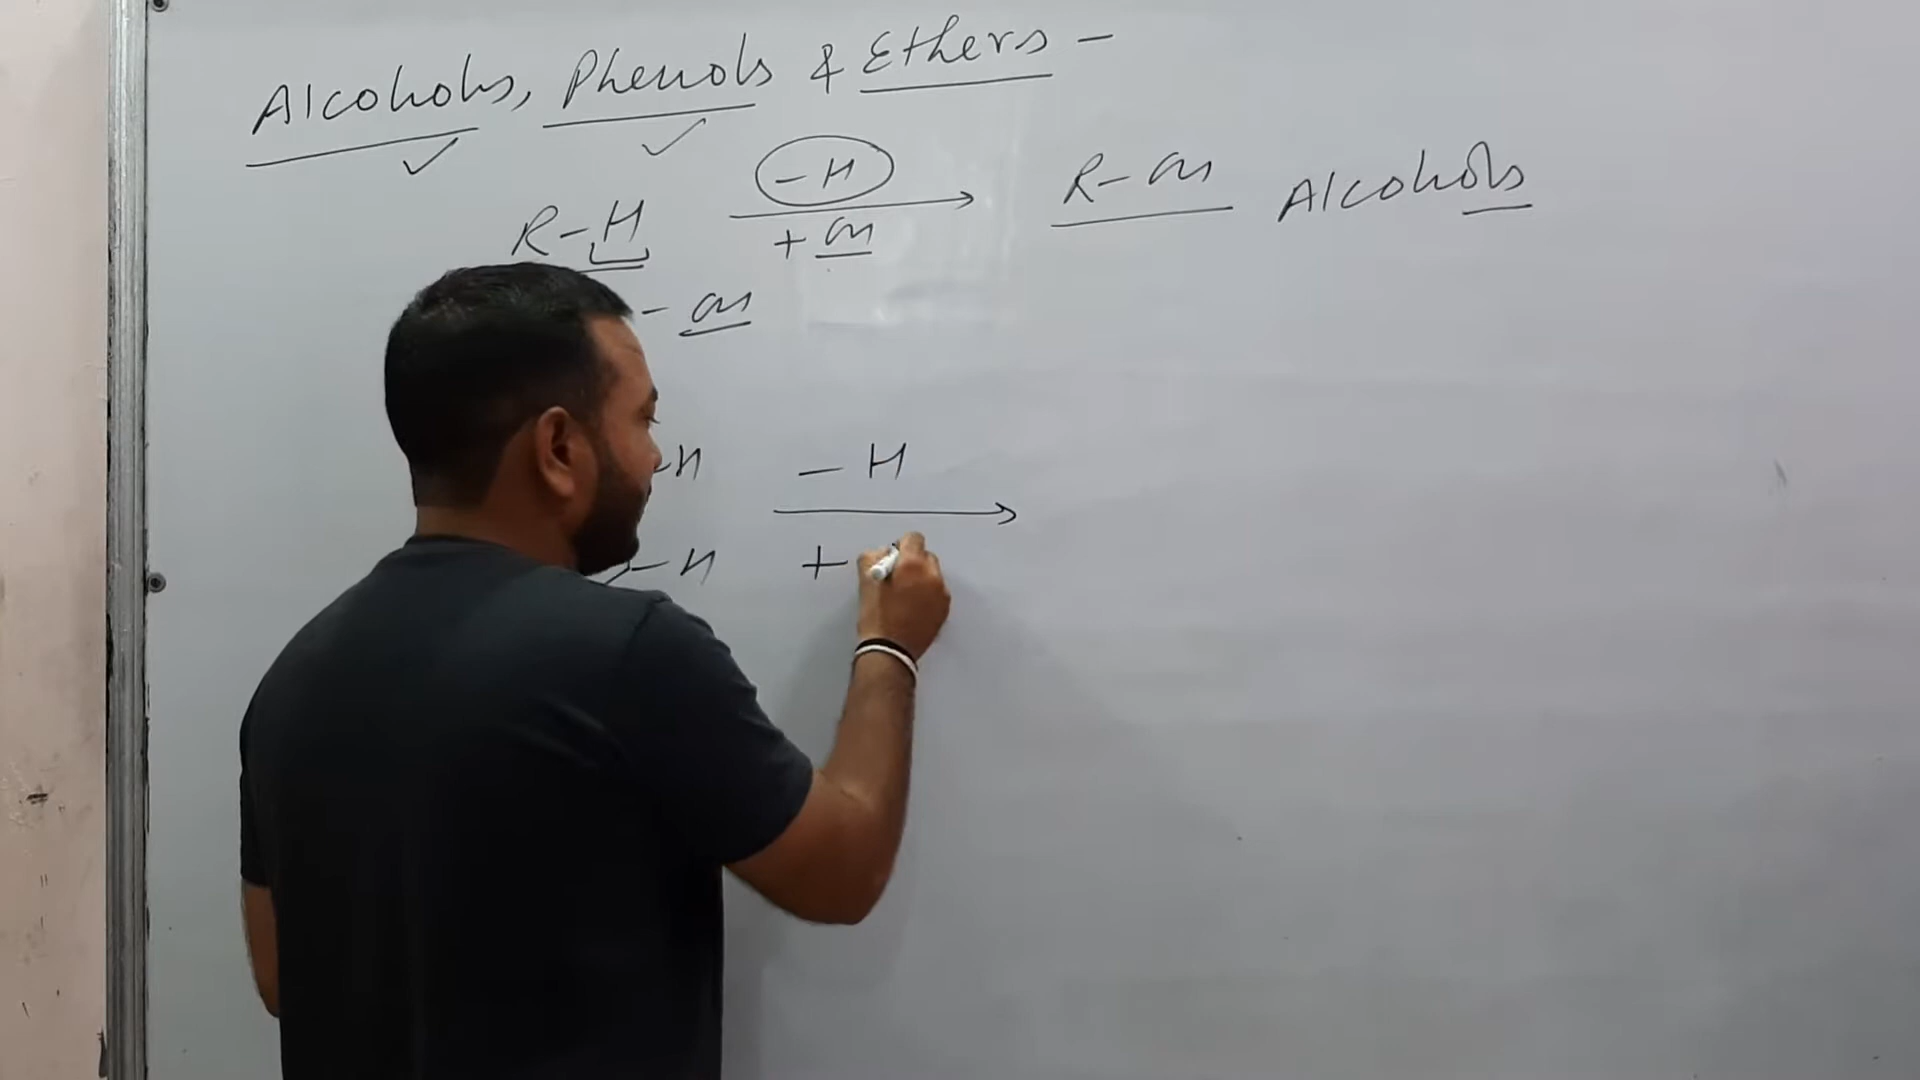 Alcohols, Phenols & Ethers -
- H
R-H → R-OH Alcohols
+ OH
- OH
-H - H
→
-H +